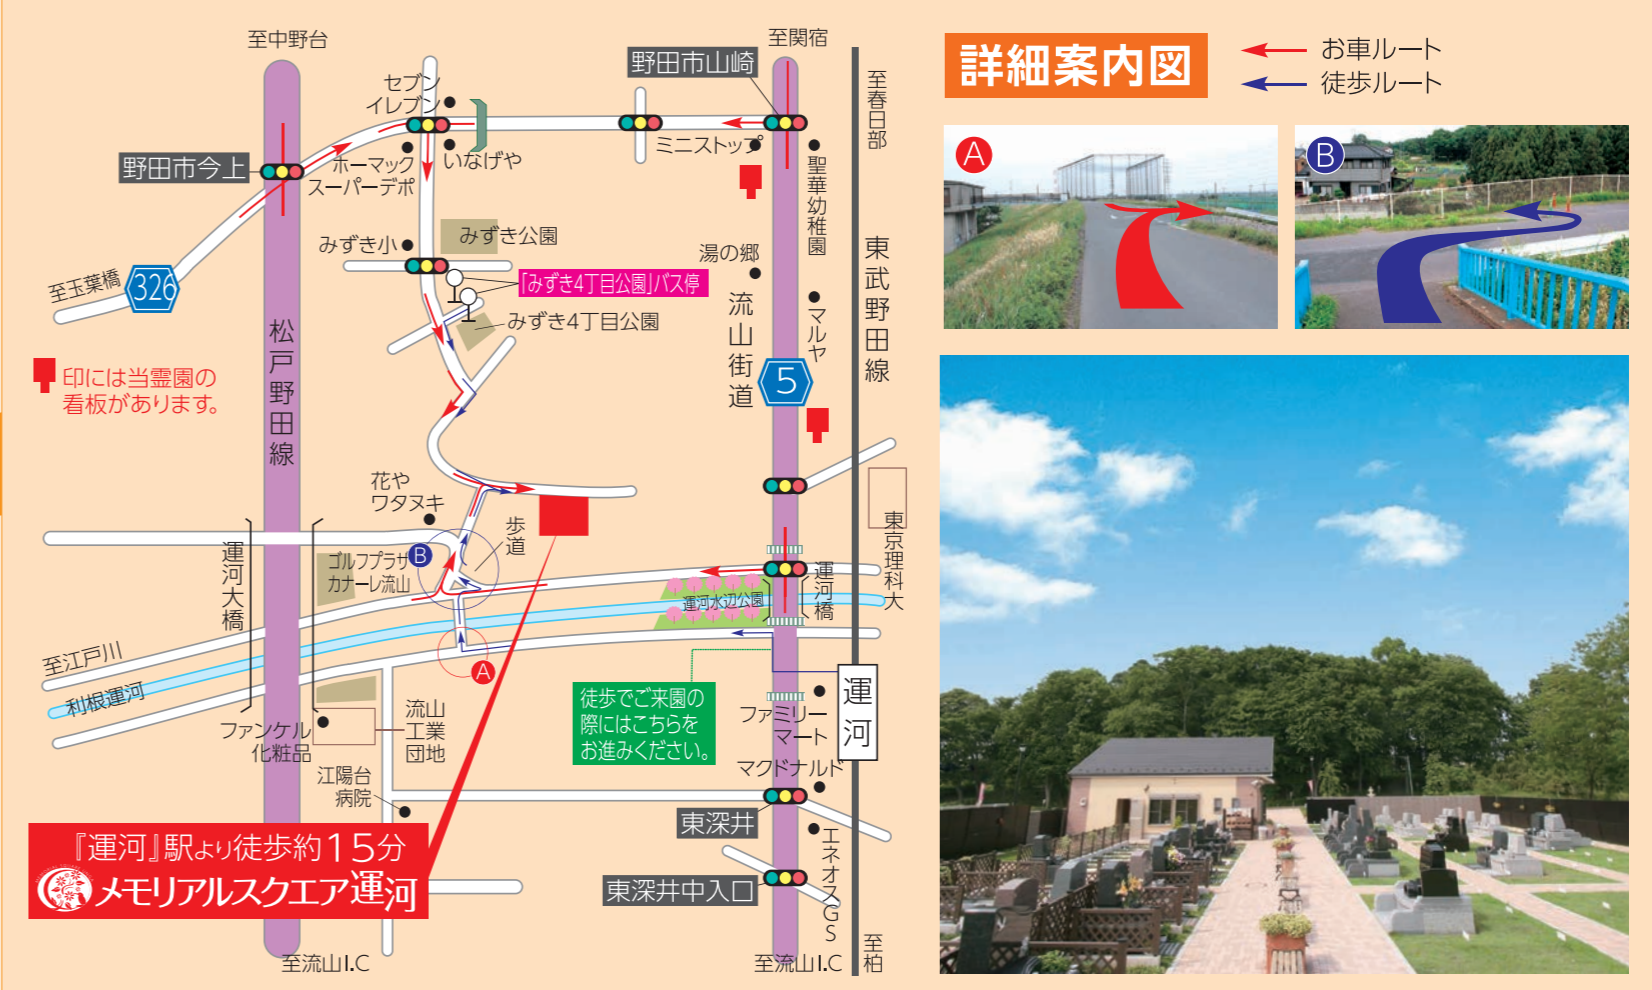 至中野台
至関宿
セブン
イレブン
野田市山崎
至春日部
野田市今上
ホーマック
スーパーデポ
いなげや
ミニストップ
聖華幼稚園
みずき小
みずき公園
湯の郷
東武野田線
至玉葉橋
326
「みずき4丁目公園」バス停
みずき4丁目公園
流山街道
マルヤ
松戸野田線
5
印には当霊園の
看板があります。
花や
ワタヌキ
歩道
運河大橋
ゴルフプラザ
カナーレ流山
B
運河水辺公園
運河橋
東京理科大
至江戸川
利根運河
A
徒歩でご来園の
際にはこちらを
お進みください。
運河
ファミリー
マート
ファンケル
化粧品
流山
工業
団地
江陽台
病院
マクドナルド
東深井
エネオスGS
東深井中入口
『運河』駅より徒歩約15分
メモリアルスクエア運河
至流山I.C
至流山I.C
至柏
詳細案内図
お車ルート
徒歩ルート
A
B